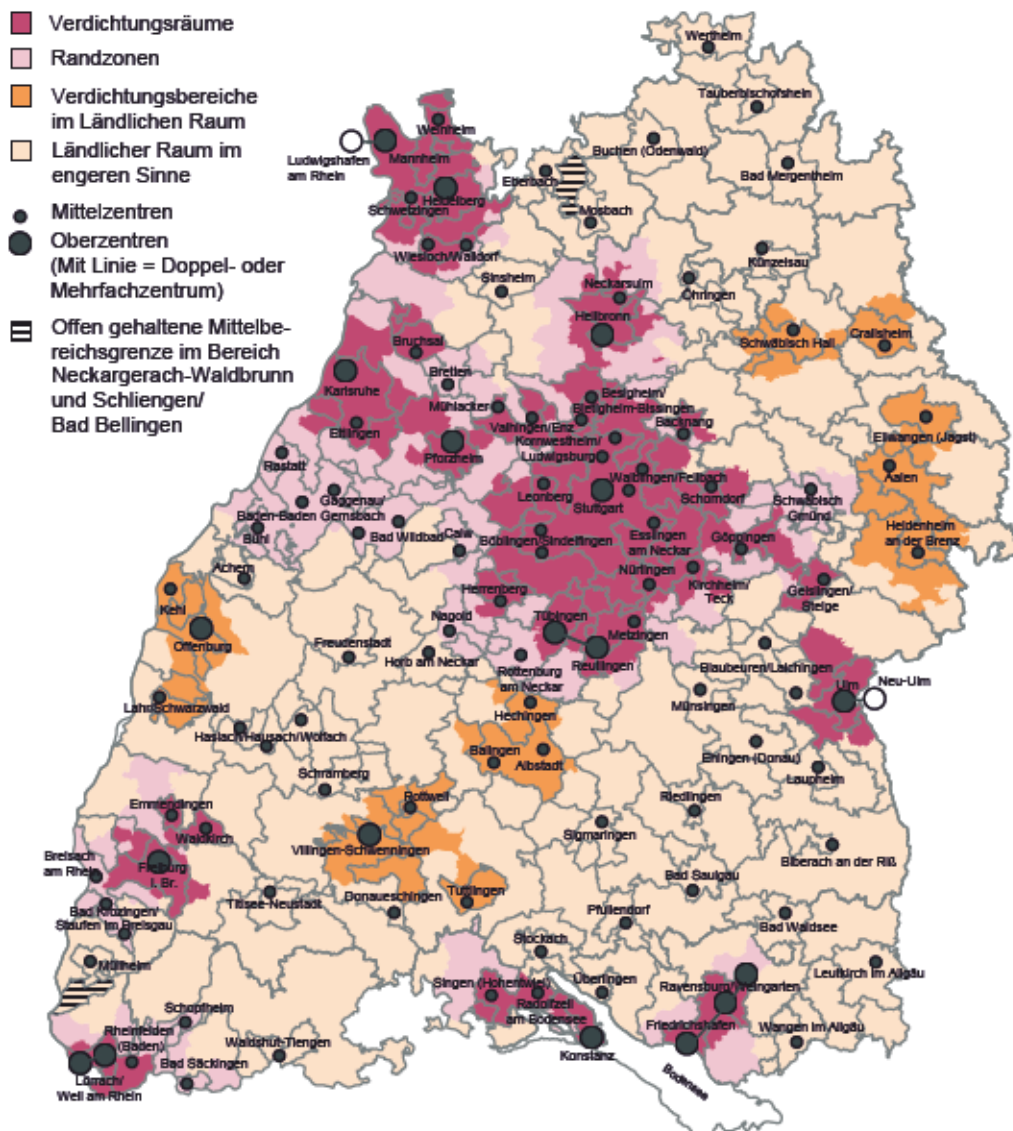 Verdichtungsräume
Randzonen
Verdichtungsbereiche
im Ländlichen Raum
Ländlicher Raum im
engeren Sinne
Mittelzentren
Oberzentren
(Mit Linie = Doppel- oder
Mehrfachzentrum)
Offen gehaltene Mittelbe-
reichsgrenze im Bereich
Neckargerach-Waldbrunn
und Schliengen/
Bad Bellingen
Wertheim
Tauberbischofsheim
Weinheim
Ludwigshafen
am Rhein
Mannheim
Buchen (Odenwald)
Bad Mergentheim
Eberbach
Heidelberg
Schwetzingen
Mosbach
Wiesloch/Walldorf
Künzelsau
Sinsheim
Neckarsulm
Öhringen
Heilbronn
Bruchsal
Schwäbisch Hall
Crailsheim
Bretten
Karlsruhe
Mühlacker
Besigheim/
Bietigheim-Bissingen
Backnang
Vaihingen/Enz
Ettlingen
Kornwestheim/
Ludwigsburg
Ellwangen (Jagst)
Pforzheim
Rastatt
Waiblingen/Fellbach
Aalen
Leonberg
Schorndorf
Stuttgart
Schwäbisch
Gmünd
Gaggenau/
Gernsbach
Baden-Baden
Bühl
Bad Wildbad
Calw
Böblingen/Sindelfingen
Esslingen
am Neckar
Göppingen
Heidenheim
an der Brenz
Achern
Nürtingen
Kirchheim/
Teck
Geislingen/
Steige
Kehl
Herrenberg
Nagold
Tübingen
Metzingen
Offenburg
Freudenstadt
Horb am Neckar
Rottenburg
am Neckar
Reutlingen
Blaubeuren/Laichingen
Ulm
Neu-Ulm
Lahr/Schwarzwald
Hechingen
Münsingen
Haslach/Hausach/Wolfach
Balingen
Albstadt
Ehingen (Donau)
Laupheim
Schramberg
Emmendingen
Rottweil
Riedlingen
Waldkirch
Sigmaringen
Villingen-Schwenningen
Breisach
am Rhein
Freiburg
i. Br.
Biberach an der Riß
Bad Saulgau
Tuttlingen
Titisee-Neustadt
Donaueschingen
Bad Krozingen/
Staufen im Breisgau
Pfullendorf
Bad Waldsee
Stockach
Müllheim
Leutkirch im Allgäu
Singen (Hohentwiel)
Überlingen
Ravensburg/Weingarten
Radolfzell
am Bodensee
Schopfheim
Friedrichshafen
Wangen im Allgäu
Rheinfelden
(Baden)
Waldshut-Tiengen
Konstanz
Bad Säckingen
Lörrach/
Weil am Rhein
Bodensee